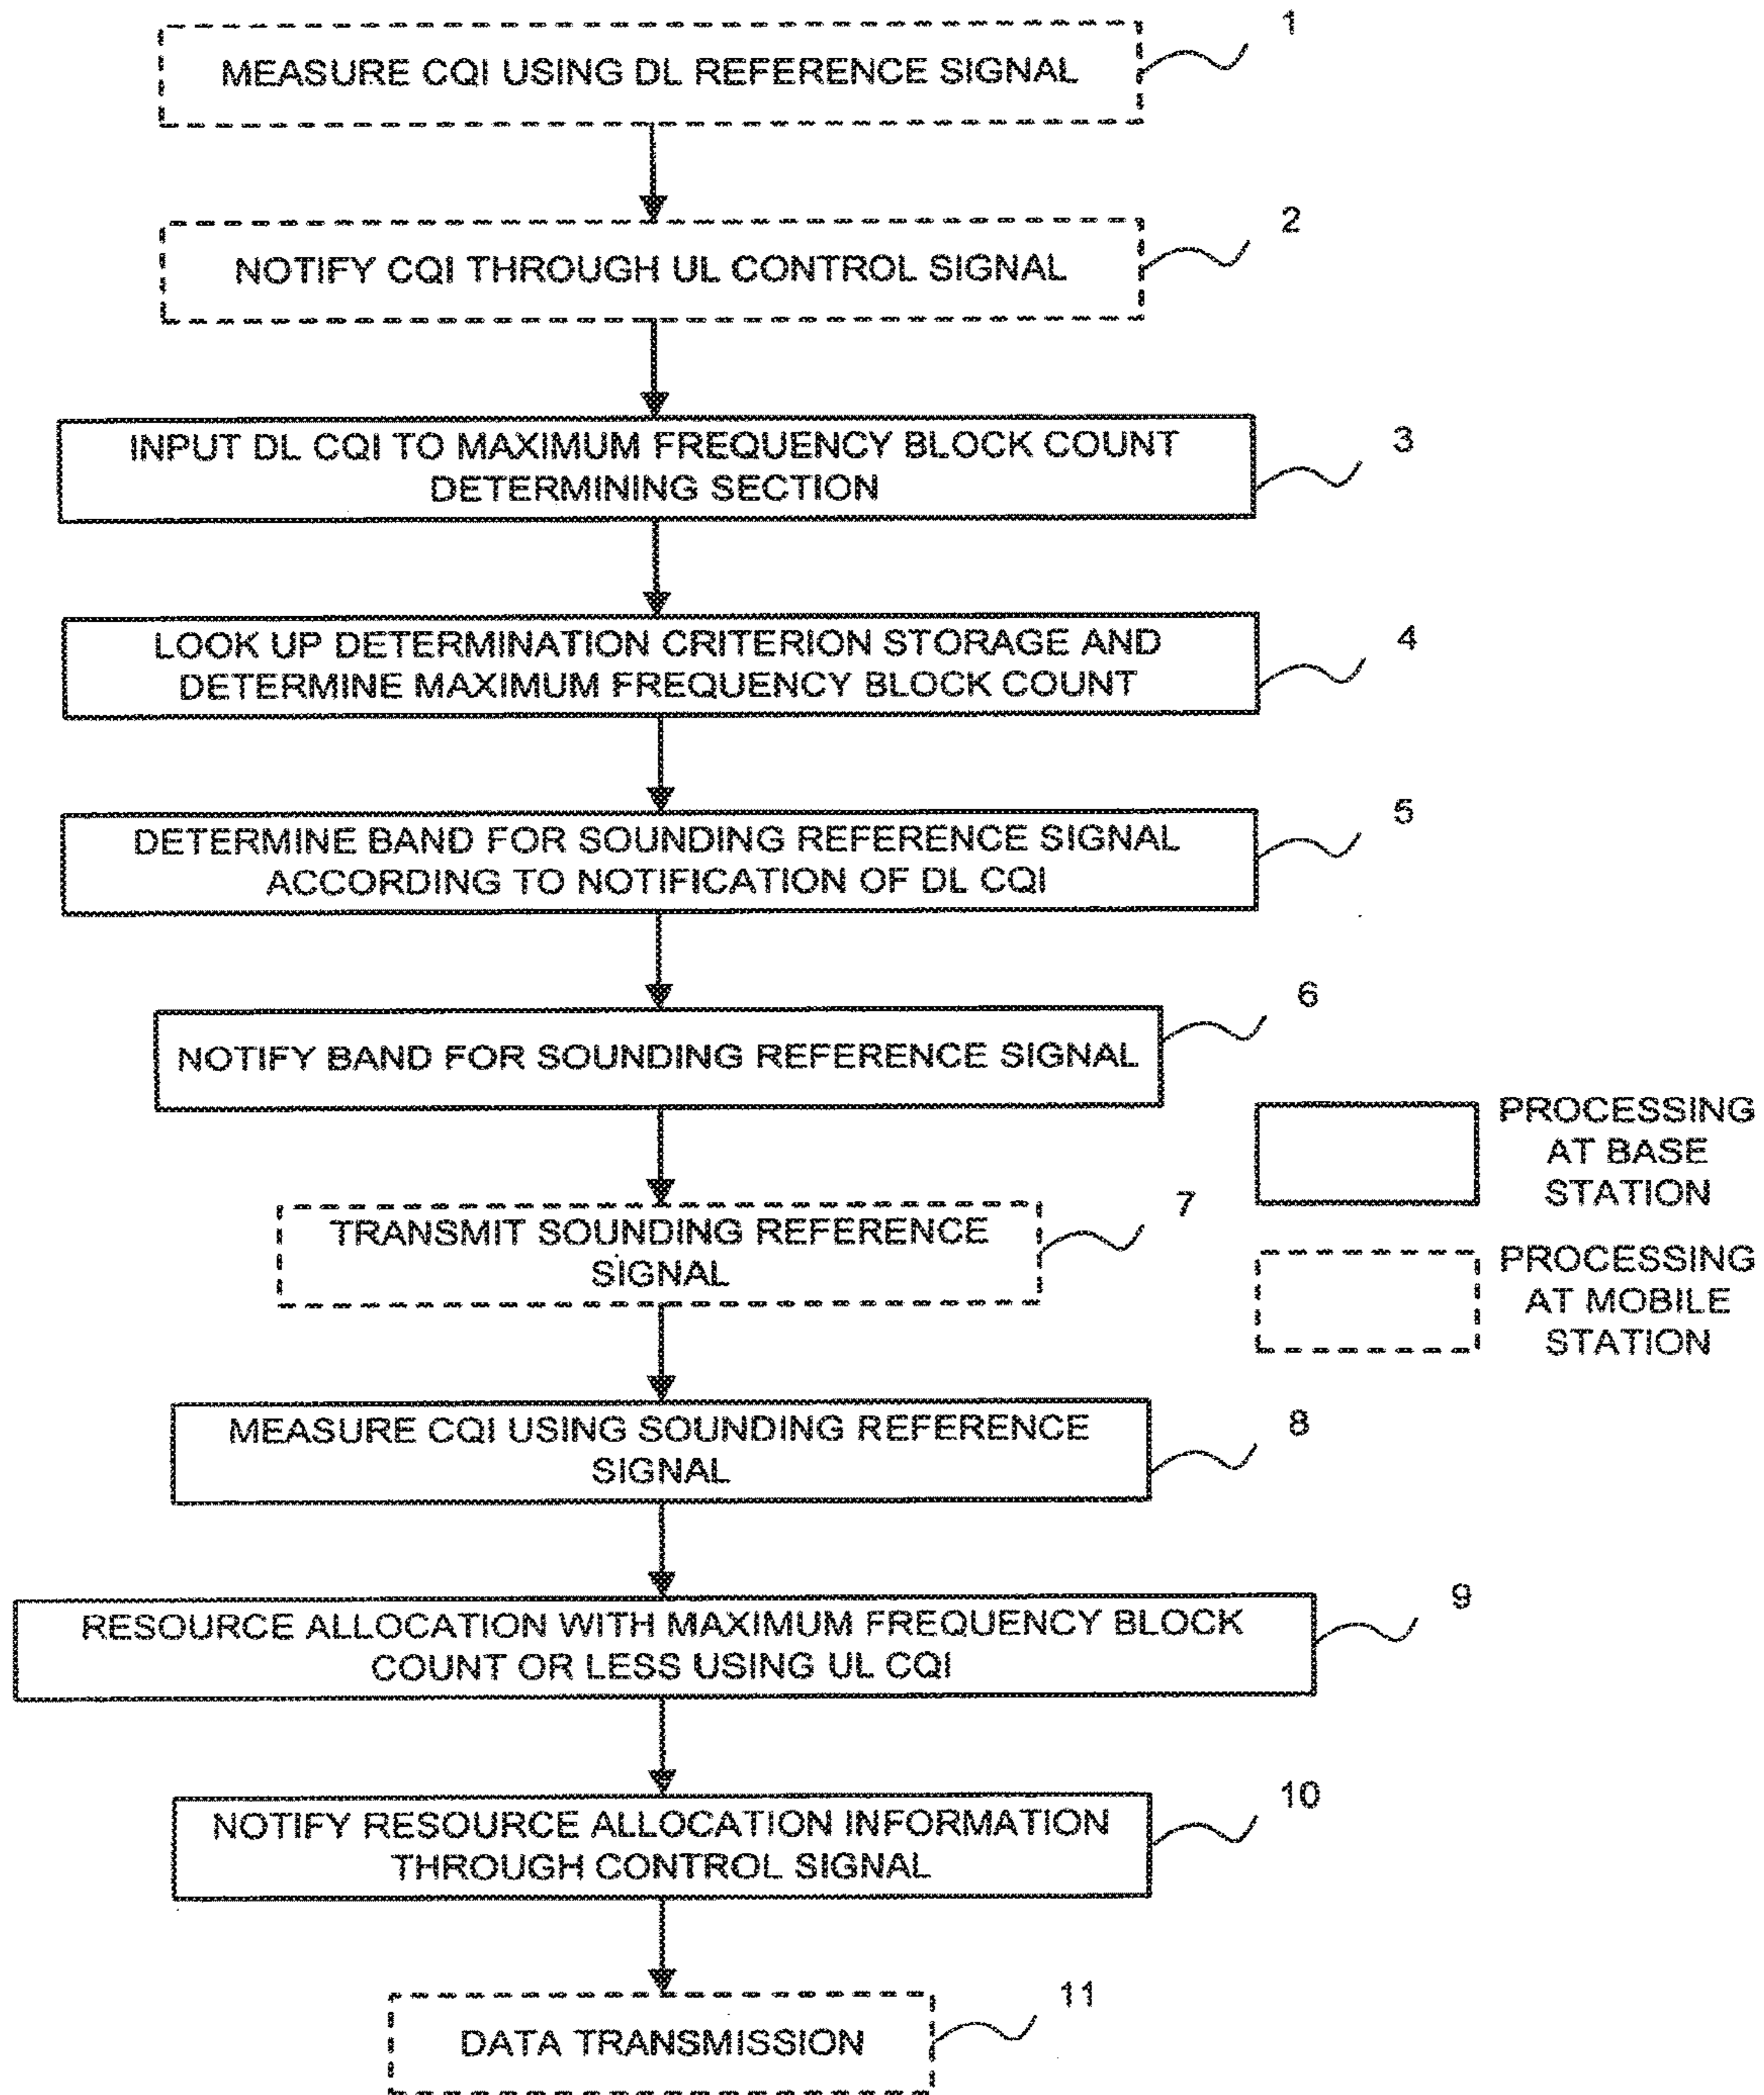 1
MEASURE CQI USING DL REFERENCE SIGNAL
2
NOTIFY CQI THROUGH UL CONTROL SIGNAL
3
INPUT DL CQI TO MAXIMUM FREQUENCY BLOCK COUNT
DETERMINING SECTION
4
LOOK UP DETERMINATION CRITERION STORAGE AND
DETERMINE MAXIMUM FREQUENCY BLOCK COUNT
5
DETERMINE BAND FOR SOUNDING REFERENCE SIGNAL
ACCORDING TO NOTIFICATION OF DL CQI
6
NOTIFY BAND FOR SOUNDING REFERENCE SIGNAL
PROCESSING
AT BASE
STATION
7
TRANSMIT SOUNDING REFERENCE
SIGNAL
PROCESSING
AT MOBILE
STATION
8
MEASURE CQI USING SOUNDING REFERENCE
SIGNAL
9
RESOURCE ALLOCATION WITH MAXIMUM FREQUENCY BLOCK
COUNT OR LESS USING UL CQI
10
NOTIFY RESOURCE ALLOCATION INFORMATION
THROUGH CONTROL SIGNAL
11
DATA TRANSMISSION